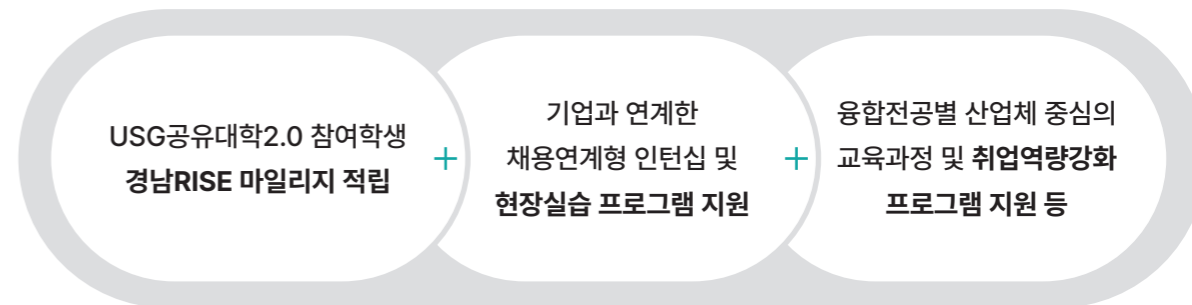 USG공유대학2.0 참여학생
경남RISE 마일리지 적립
+
기업과 연계한
채용연계형 인턴십 및
현장실습 프로그램 지원
+
융합전공별 산업체 중심의
교육과정 및 취업역량강화
프로그램 지원 등